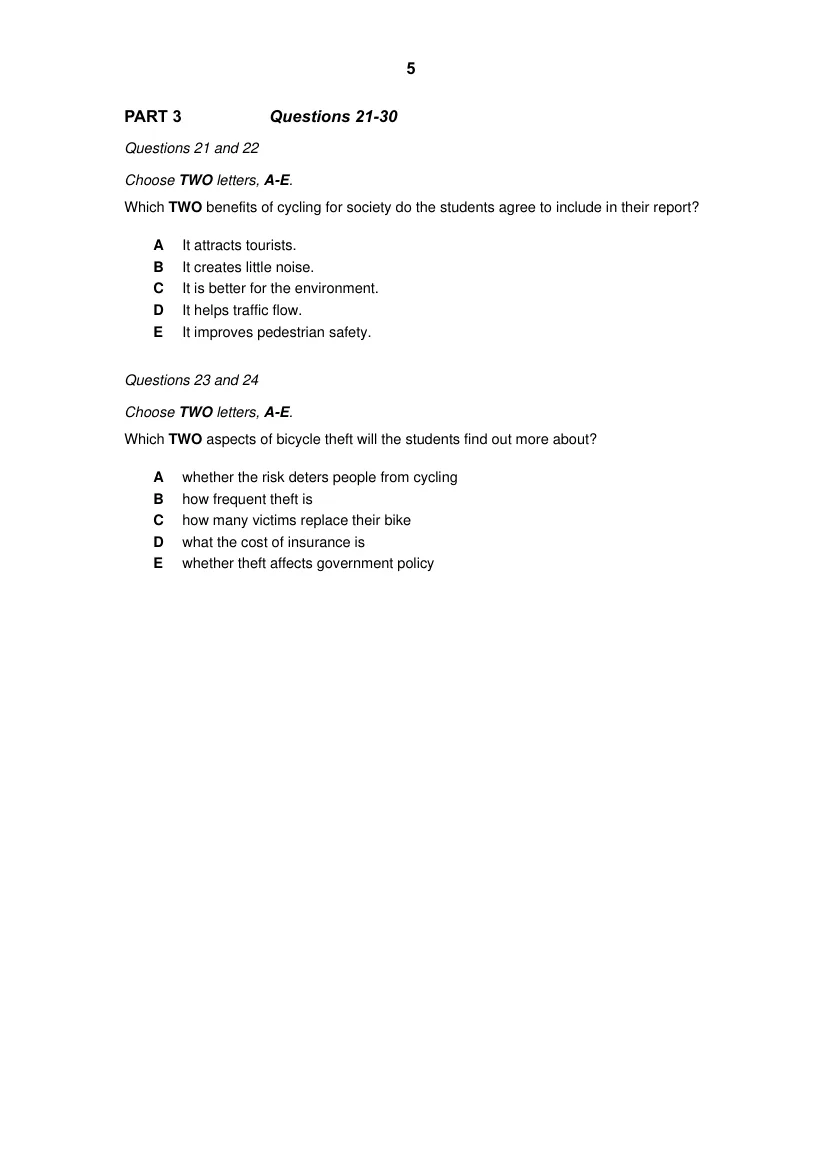 5
PART 3 Questions 21-30
Questions 21 and 22
Choose TWO letters, A-E.
Which TWO benefits of cycling for society do the students agree to include in their report?
A It attracts tourists.
B It creates little noise.
C It is better for the environment.
D It helps traffic flow.
E It improves pedestrian safety.
Questions 23 and 24
Choose TWO letters, A-E.
Which TWO aspects of bicycle theft will the students find out more about?
A whether the risk deters people from cycling
B how frequent theft is
C how many victims replace their bike
D what the cost of insurance is
E whether theft affects government policy